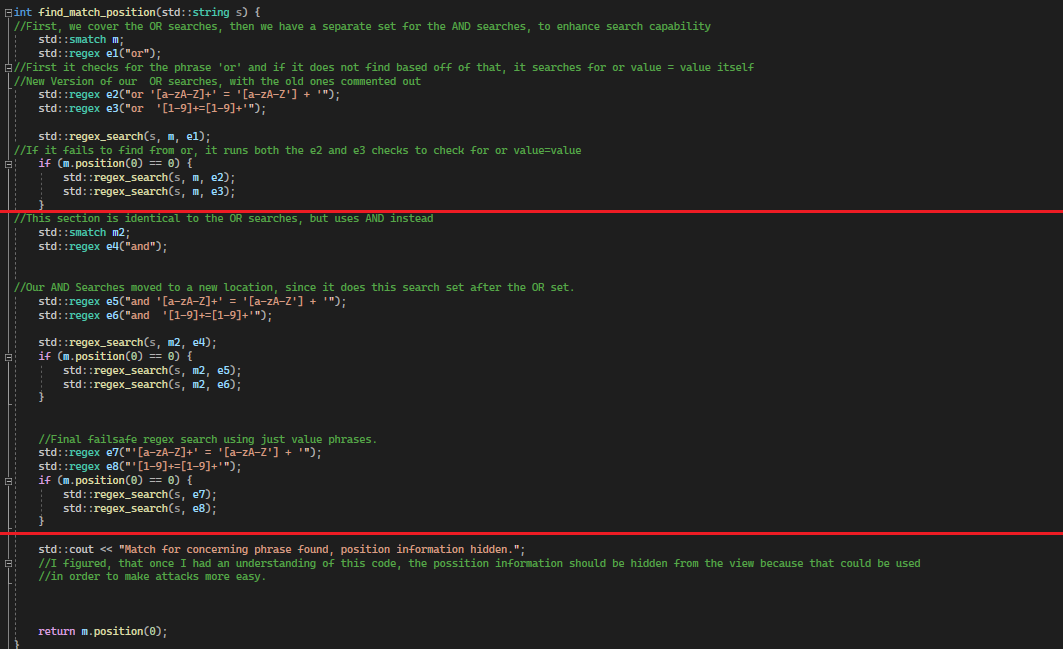 int find_match_position(std::string s) {
//First, we cover the OR searches, then we have a separate set for the AND searches, to enhance search capability
std::smatch m;
std::regex e1("or");
//First it checks for the phrase 'or' and if it does not find based off of that, it searches for or value = value itself
//New Version of our  OR searches, with the old ones commented out
std::regex e2("or '[a-zA-Z]+' = '[a-zA-Z'] + '");
std::regex e3("or  '[1-9]+=[1-9]+'");
std::regex_search(s, m, e1);
//If it fails to find from or, it runs both the e2 and e3 checks to check for or value=value
if (m.position(0) == 0) {
std::regex_search(s, m, e2);
std::regex_search(s, m, e3);
}
//This section is identical to the OR searches, but uses AND instead
std::smatch m2;
std::regex e4("and");
//Our AND Searches moved to a new location, since it does this search set after the OR set.
std::regex e5("and '[a-zA-Z]+' = '[a-zA-Z'] + '");
std::regex e6("and  '[1-9]+=[1-9]+'");
std::regex_search(s, m2, e4);
if (m.position(0) == 0) {
std::regex_search(s, m2, e5);
std::regex_search(s, m2, e6);
}
//Final failsafe regex search using just value phrases.
std::regex e7("'[a-zA-Z]+' = '[a-zA-Z'] + '");
std::regex e8("'[1-9]+=[1-9]+'");
if (m.position(0) == 0) {
std::regex_search(s, e7);
std::regex_search(s, e8);
}
std::cout << "Match for concerning phrase found, position information hidden.";
//I figured, that once I had an understanding of this code, the possition information should be hidden from the view because that could be used
//in order to make attacks more easy.
return m.position(0);
}